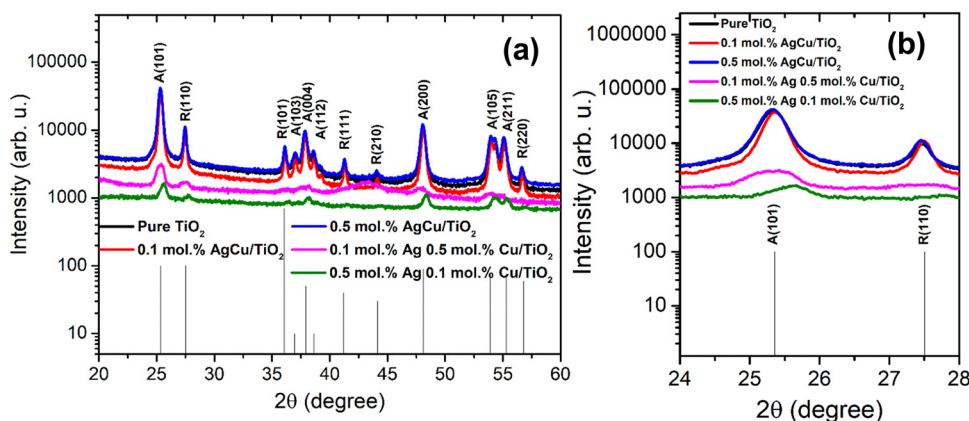 (a)
Intensity (arb. u.)
100000
10000
1000
100
10
A(101)
R(110)
R(101)
A(103)
A(004)
A(112)
R(111)
R(210)
A(200)
A(105)
A(211)
R(220)
Pure TiO₂
0.1 mol.% AgCu/TiO₂
0.5 mol.% AgCu/TiO₂
0.1 mol.% Ag 0.5 mol.% Cu/TiO₂
0.5 mol.% Ag 0.1 mol.% Cu/TiO₂
20 25 30 35 40 45 50 55 60
2θ (degree)
(b)
Intensity (arb. u.)
1000000
100000
10000
1000
100
10
Pure TiO₂
0.1 mol.% AgCu/TiO₂
0.5 mol.% AgCu/TiO₂
0.1 mol.% Ag 0.5 mol.% Cu/TiO₂
0.5 mol.% Ag 0.1 mol.% Cu/TiO₂
A(101)
R(110)
24 25 26 27 28
2θ (degree)